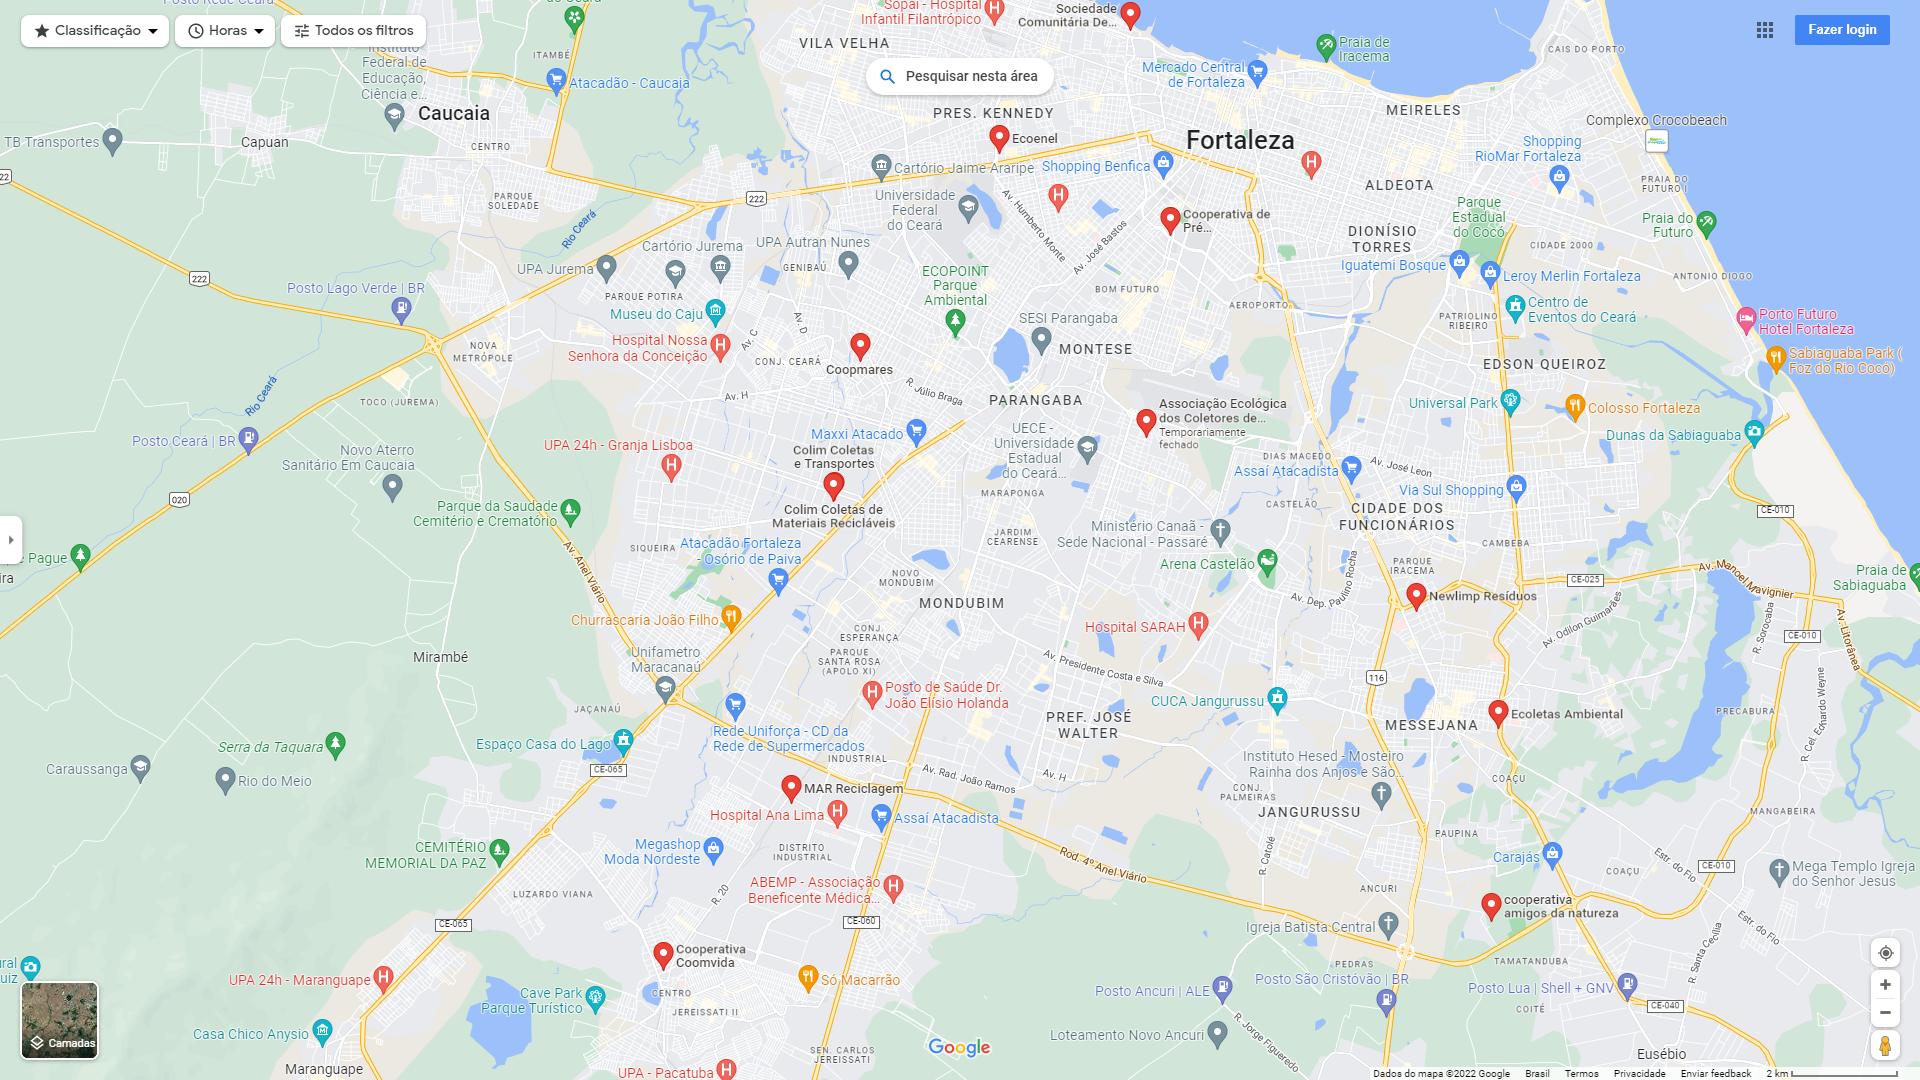 Posto Rede Ceará
do Ceará
Sopai - Hospital
Infantil Filantrópico
Sociedade
Comunitária De...
Classificação
Horas
Todos os filtros
Fazer login
VILA VELHA
Praia de
Iracema
CAIS DO PORTO
Instituto
Federal de
Educação,
Ciência e...
ITAMBÉ
Atacadão - Caucaia
Pesquisar nesta área
Mercado Central
de Fortaleza
MEIRELES
Caucaia
PRES. KENNEDY
Complexo Crocobeach
TB Transportes
Capuan
CENTRO
Ecoenel
Fortaleza
Shopping
RioMar Fortaleza
Cartório Jaime Araripe
Shopping Benfica
22
222
ALDEOTA
PRAIA DO
FUTURO I
PARQUE
SOLEDADE
Universidade
Federal
do Ceará
Av. Humberto Monte
Cooperativa de
Pré...
Parque
Estadual
do Cocó
Praia do
Futuro
Rio Ceará
Av. José Bastos
DIONÍSIO
TORRES
CIDADE 2000
Cartório Jurema
UPA Autran Nunes
UPA Jurema
GENIBAÚ
ECOPOINT
Parque
Ambiental
Iguatemi Bosque
Leroy Merlin Fortaleza
ANTONIO DIOGO
222
Posto Lago Verde | BR
PARQUE POTIRA
BOM FUTURO
AEROPORTO
Centro de
Eventos do Ceará
Museu do Caju
Av. D
SESI Parangaba
PATRIOLINO
RIBEIRO
Porto Futuro
Hotel Fortaleza
Hospital Nossa
Senhora da Conceição
Av. C
NOVA
METRÓPOLE
CONJ. CEARÁ
Coopmares
MONTESE
EDSON QUEIROZ
Sabiaguaba Park (
Foz do Rio Cocó)
Rio Ceará
TOCO (JUREMA)
Av. H
R. Júlio Braga
PARANGABA
Associação Ecológica
dos Coletores de...
Temporariamente
fechado
Universal Park
Colosso Fortaleza
Posto Ceará | BR
UPA 24h - Granja Lisboa
Maxxi Atacado
UECE -
Universidade
Estadual
do Ceará...
Dunas da Sabiaguaba
Novo Aterro
Sanitário Em Caucaia
Colim Coletas
e Transportes
DIAS MACEDO
Assaí Atacadista
Av. José Leon
020
MARAPONGA
Via Sul Shopping
Parque da Saudade
Cemitério e Crematório
Colim Coletas de
Materiais Recicláveis
CASTELÃO
CIDADE DOS
FUNCIONÁRIOS
CE-010
JARDIM
CEARENSE
Ministério Canaã -
Sede Nacional - Passaré
SIQUEIRA
Atacadão Fortaleza
- Osório de Paiva
CAMBEBA
e Pague
ira
Av. Anel Viário
Arena Castelão
PARQUE
IRACEMA
Av. Manoel Mavignier
Praia de
Sabiaguaba
NOVO
MONDUBIM
CE-025
MONDUBIM
Av. Dep. Paulino Rocha
Newlimp Resíduos
Av. Odilon Guimarães
R. Sorocaba
Av. Litorânea
Churrascaria João Filho
CONJ.
ESPERANÇA
Hospital SARAH
CE-010
Mirambé
Unifametro
Maracanaú
PARQUE
SANTA ROSA
(APOLO XI)
Av. Presidente Costa e Silva
116
R. Cel. Eduardo Weyne
Posto de Saúde Dr.
João Elísio Holanda
CUCA Jangurussu
JAÇANAÚ
PREF. JOSÉ
WALTER
MESSEJANA
Ecoletas Ambiental
PRECABURA
Rede Uniforça - CD da
Rede de Supermercados
Espaço Casa do Lago
Serra da Taquara
INDUSTRIAL
Instituto Hesed - Mosteiro
Rainha dos Anjos e São...
Caraussanga
CE-065
Rio do Meio
Av. Rad. João Ramos
Av. H
COAÇU
MAR Reciclagem
CONJ.
PALMEIRAS
Hospital Ana Lima
Assaí Atacadista
JANGURUSSU
MANGABEIRA
PAUPINA
CEMITÉRIO
MEMORIAL DA PAZ
Megashop
Moda Nordeste
DISTRITO
INDUSTRIAL
Rod. 4º Anel Viário
R. Catolé
Carajás
Estr. do Fio
CE-010
COAÇU
Mega Templo Igreja
do Senhor Jesus
LUZARDO VIANA
R. 20
ABEMP - Associação
Beneficente Médica...
ANCURI
cooperativa
amigos da natureza
CE-065
CE-060
Igreja Batista Central
Estr. do Fio
R. Santa Cecília
Cooperativa
Coomvida
PEDRAS
TAMATANDUBA
ural
uiz
UPA 24h - Maranguape
Só Macarrão
Posto São Cristóvão | BR
Posto Ancuri | ALE
Posto Lua | Shell + GNV
CENTRO
Cave Park
Parque Turístico
JEREISSATI II
COITÉ
CE-040
Casa Chico Anysio
R. Jorge Figueredo
Loteamento Novo Ancuri
Camadas
Google
SEN. CARLOS
JEREISSATI
Eusébio
Maranguape
UPA - Pacatuba
Dados do mapa ©2022 Google
Brasil
Termos
Privacidade
Enviar feedback
2 km